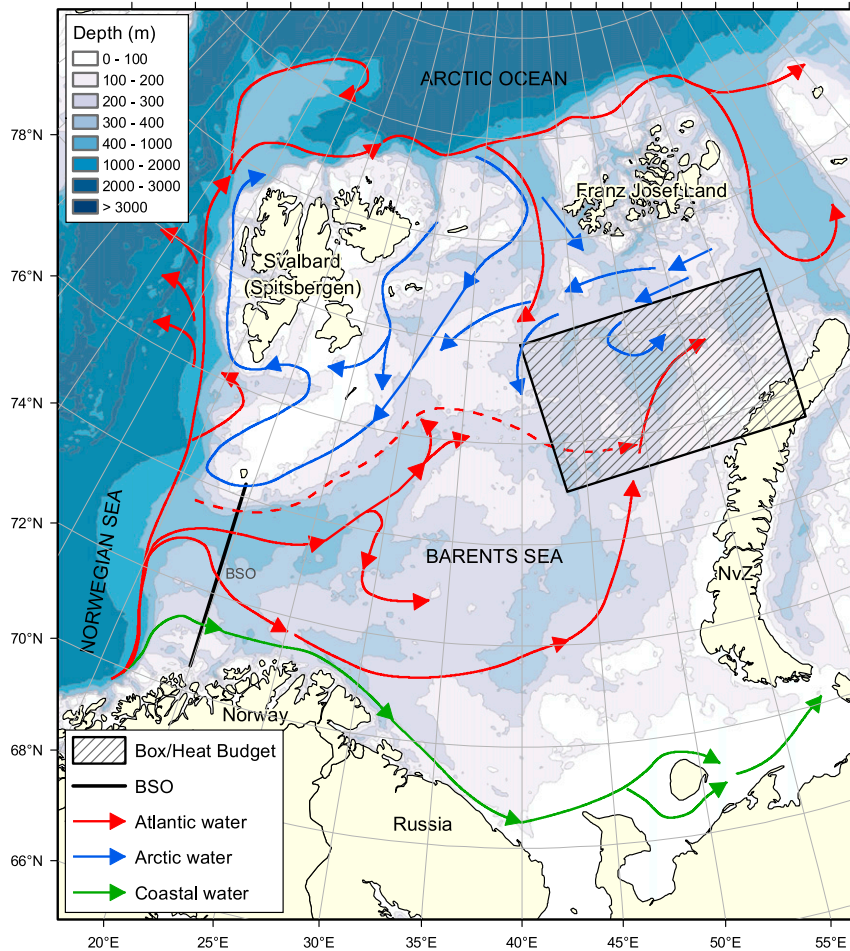 Depth (m)
0 - 100
100 - 200
200 - 300
300 - 400
400 - 1000
1000 - 2000
2000 - 3000
> 3000
ARCTIC OCEAN
Franz Josef Land
Svalbard
(Spitsbergen)
NORWEGIAN SEA
BSO
BARENTS SEA
NvZ
Norway
Russia
Box/Heat Budget
BSO
Atlantic water
Arctic water
Coastal water
78°N
76°N
74°N
72°N
70°N
68°N
66°N
20°E
25°E
30°E
35°E
40°E
45°E
50°E
55°E